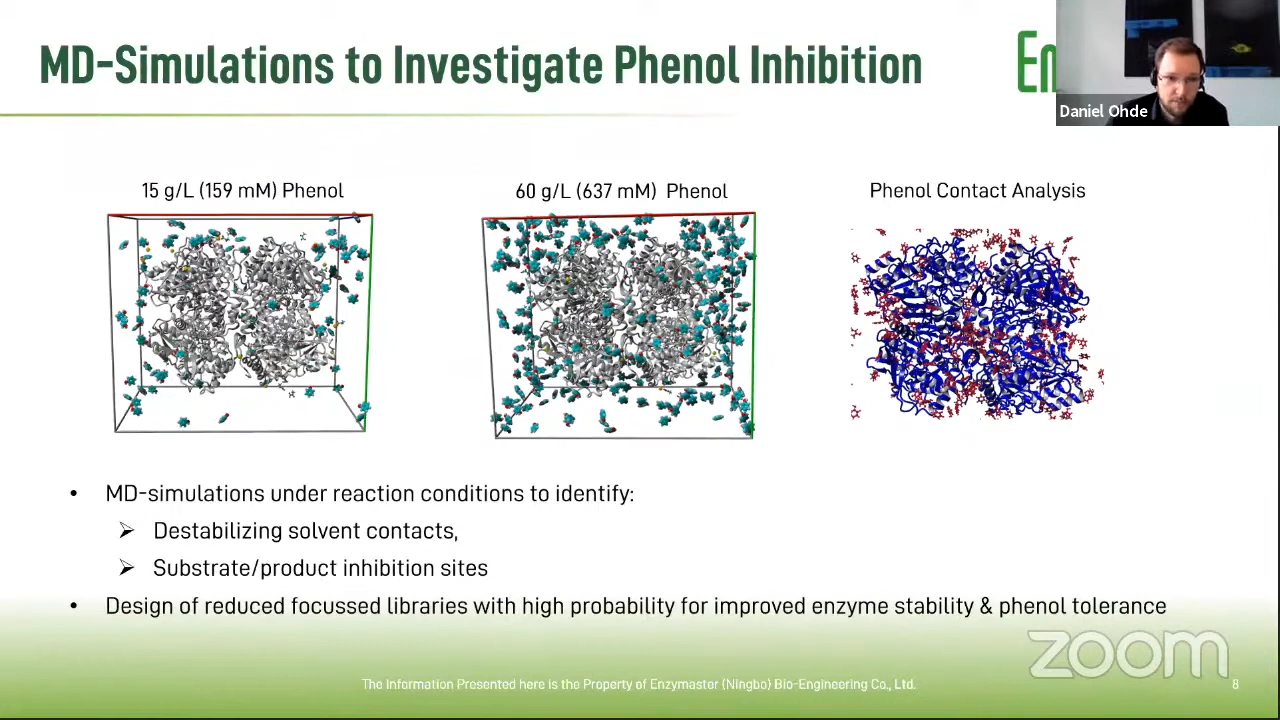 MD-Simulations to Investigate Phenol Inhibition
En
Daniel Ohde
15 g/L (159 mM) Phenol
60 g/L (637 mM) Phenol
Phenol Contact Analysis
• MD-simulations under reaction conditions to identify:
➢ Destabilizing solvent contacts,
➢ Substrate/product inhibition sites
• Design of reduced focussed libraries with high probability for improved enzyme stability & phenol tolerance
zoom
The Information Presented here is the Property of Enzymaster (Ningbo) Bio-Engineering Co., Ltd.
8